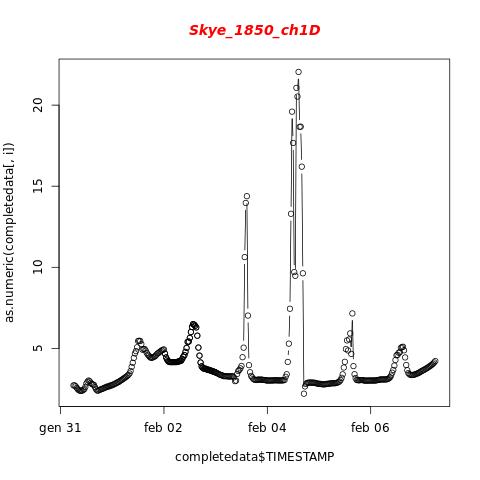 Skye_1850_ch1D
as.numeric(completedata[, i])
20
15
10
5
gen 31
feb 02
feb 04
feb 06
completedata$TIMESTAMP